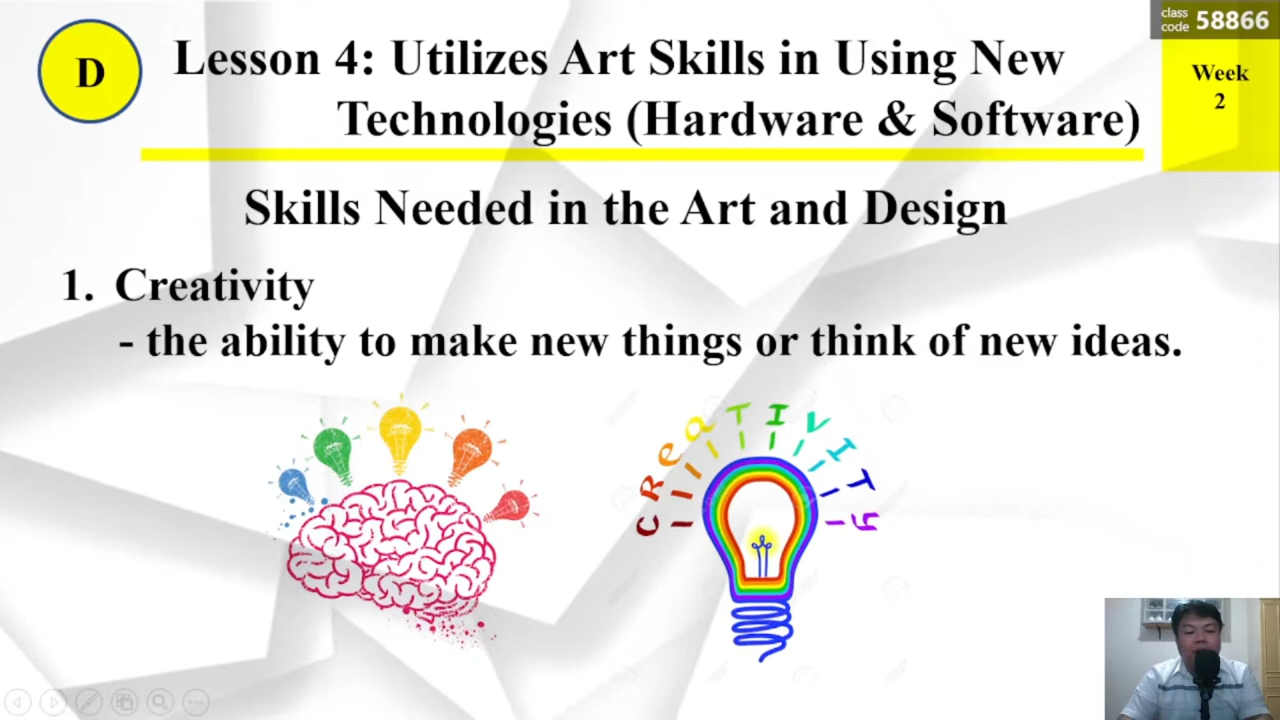 class code 58866
D
Lesson 4: Utilizes Art Skills in Using New
Technologies (Hardware & Software)
Week
2
Skills Needed in the Art and Design
1. Creativity
- the ability to make new things or think of new ideas.
CReaTIVITy